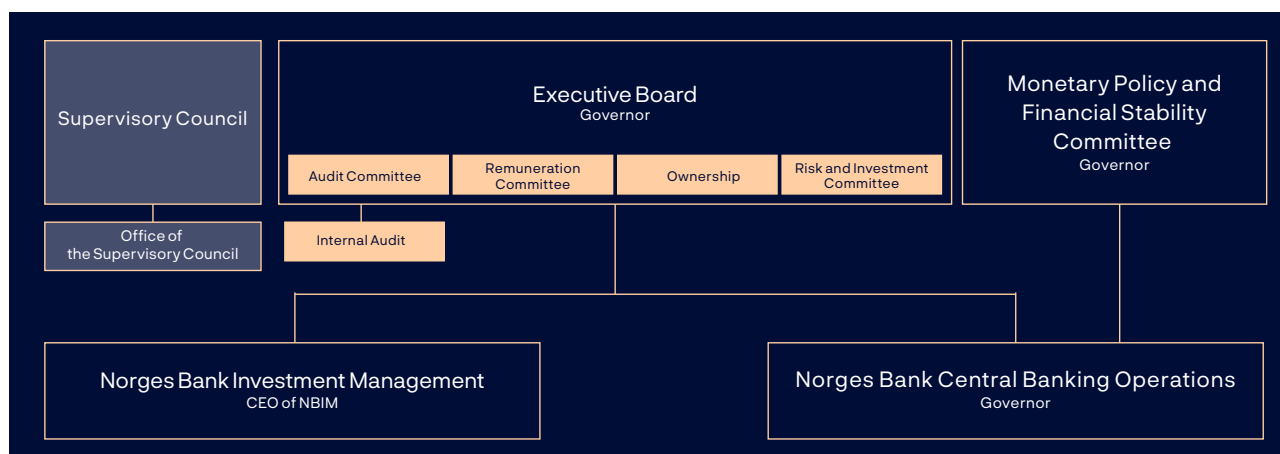 Supervisory Council
Executive Board
Governor
Monetary Policy and
Financial Stability
Committee
Governor
Audit Committee
Remuneration
Committee
Ownership
Risk and Investment
Committee
Office of
the Supervisory Council
Internal Audit
Norges Bank Investment Management
CEO of NBIM
Norges Bank Central Banking Operations
Governor